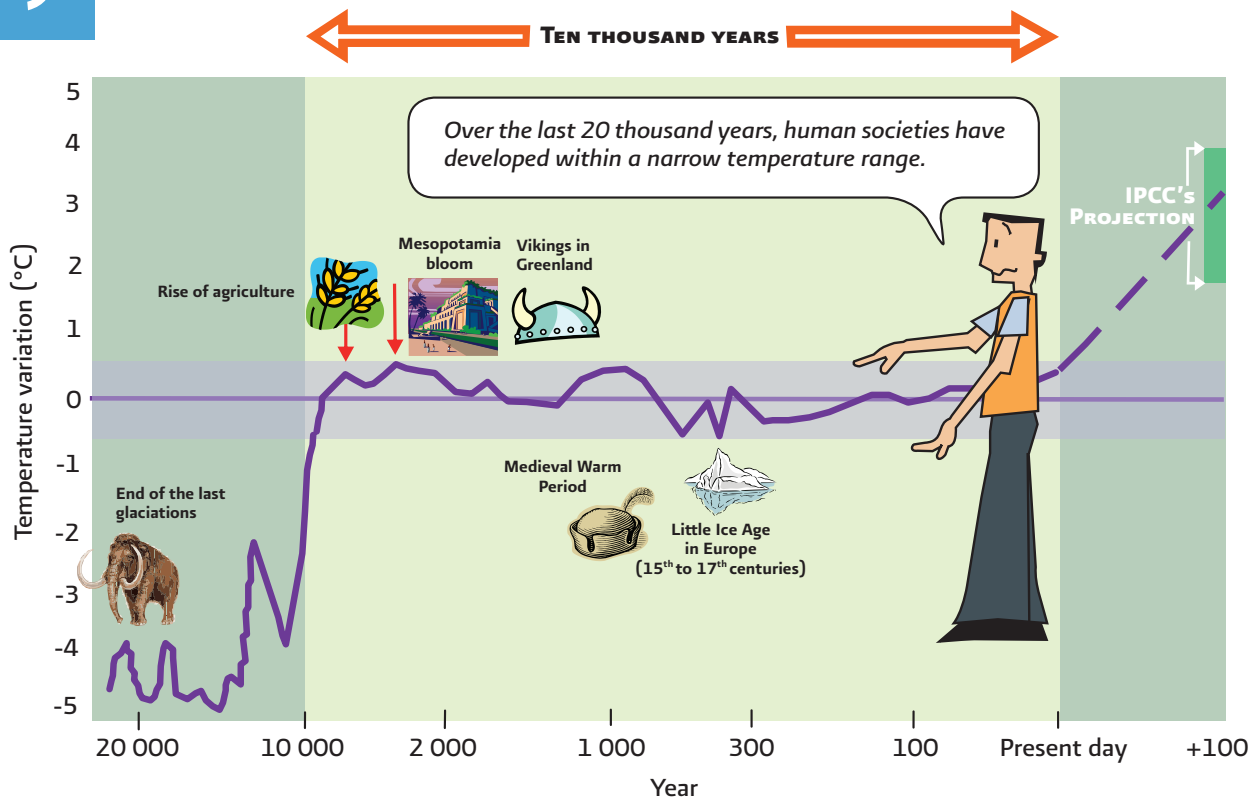 TEN THOUSAND YEARS
5
4
3
2
1
0
-1
-2
-3
-4
-5
Temperature variation (°C)
Over the last 20 thousand years, human societies have
developed within a narrow temperature range.
IPCC's
PROJECTION
Rise of agriculture
Mesopotamia
bloom
Vikings in
Greenland
End of the last
glaciations
Medieval Warm
Period
Little Ice Age
in Europe
(15th to 17th centuries)
20 000
10 000
2 000
1 000
300
100
Present day
+100
Year